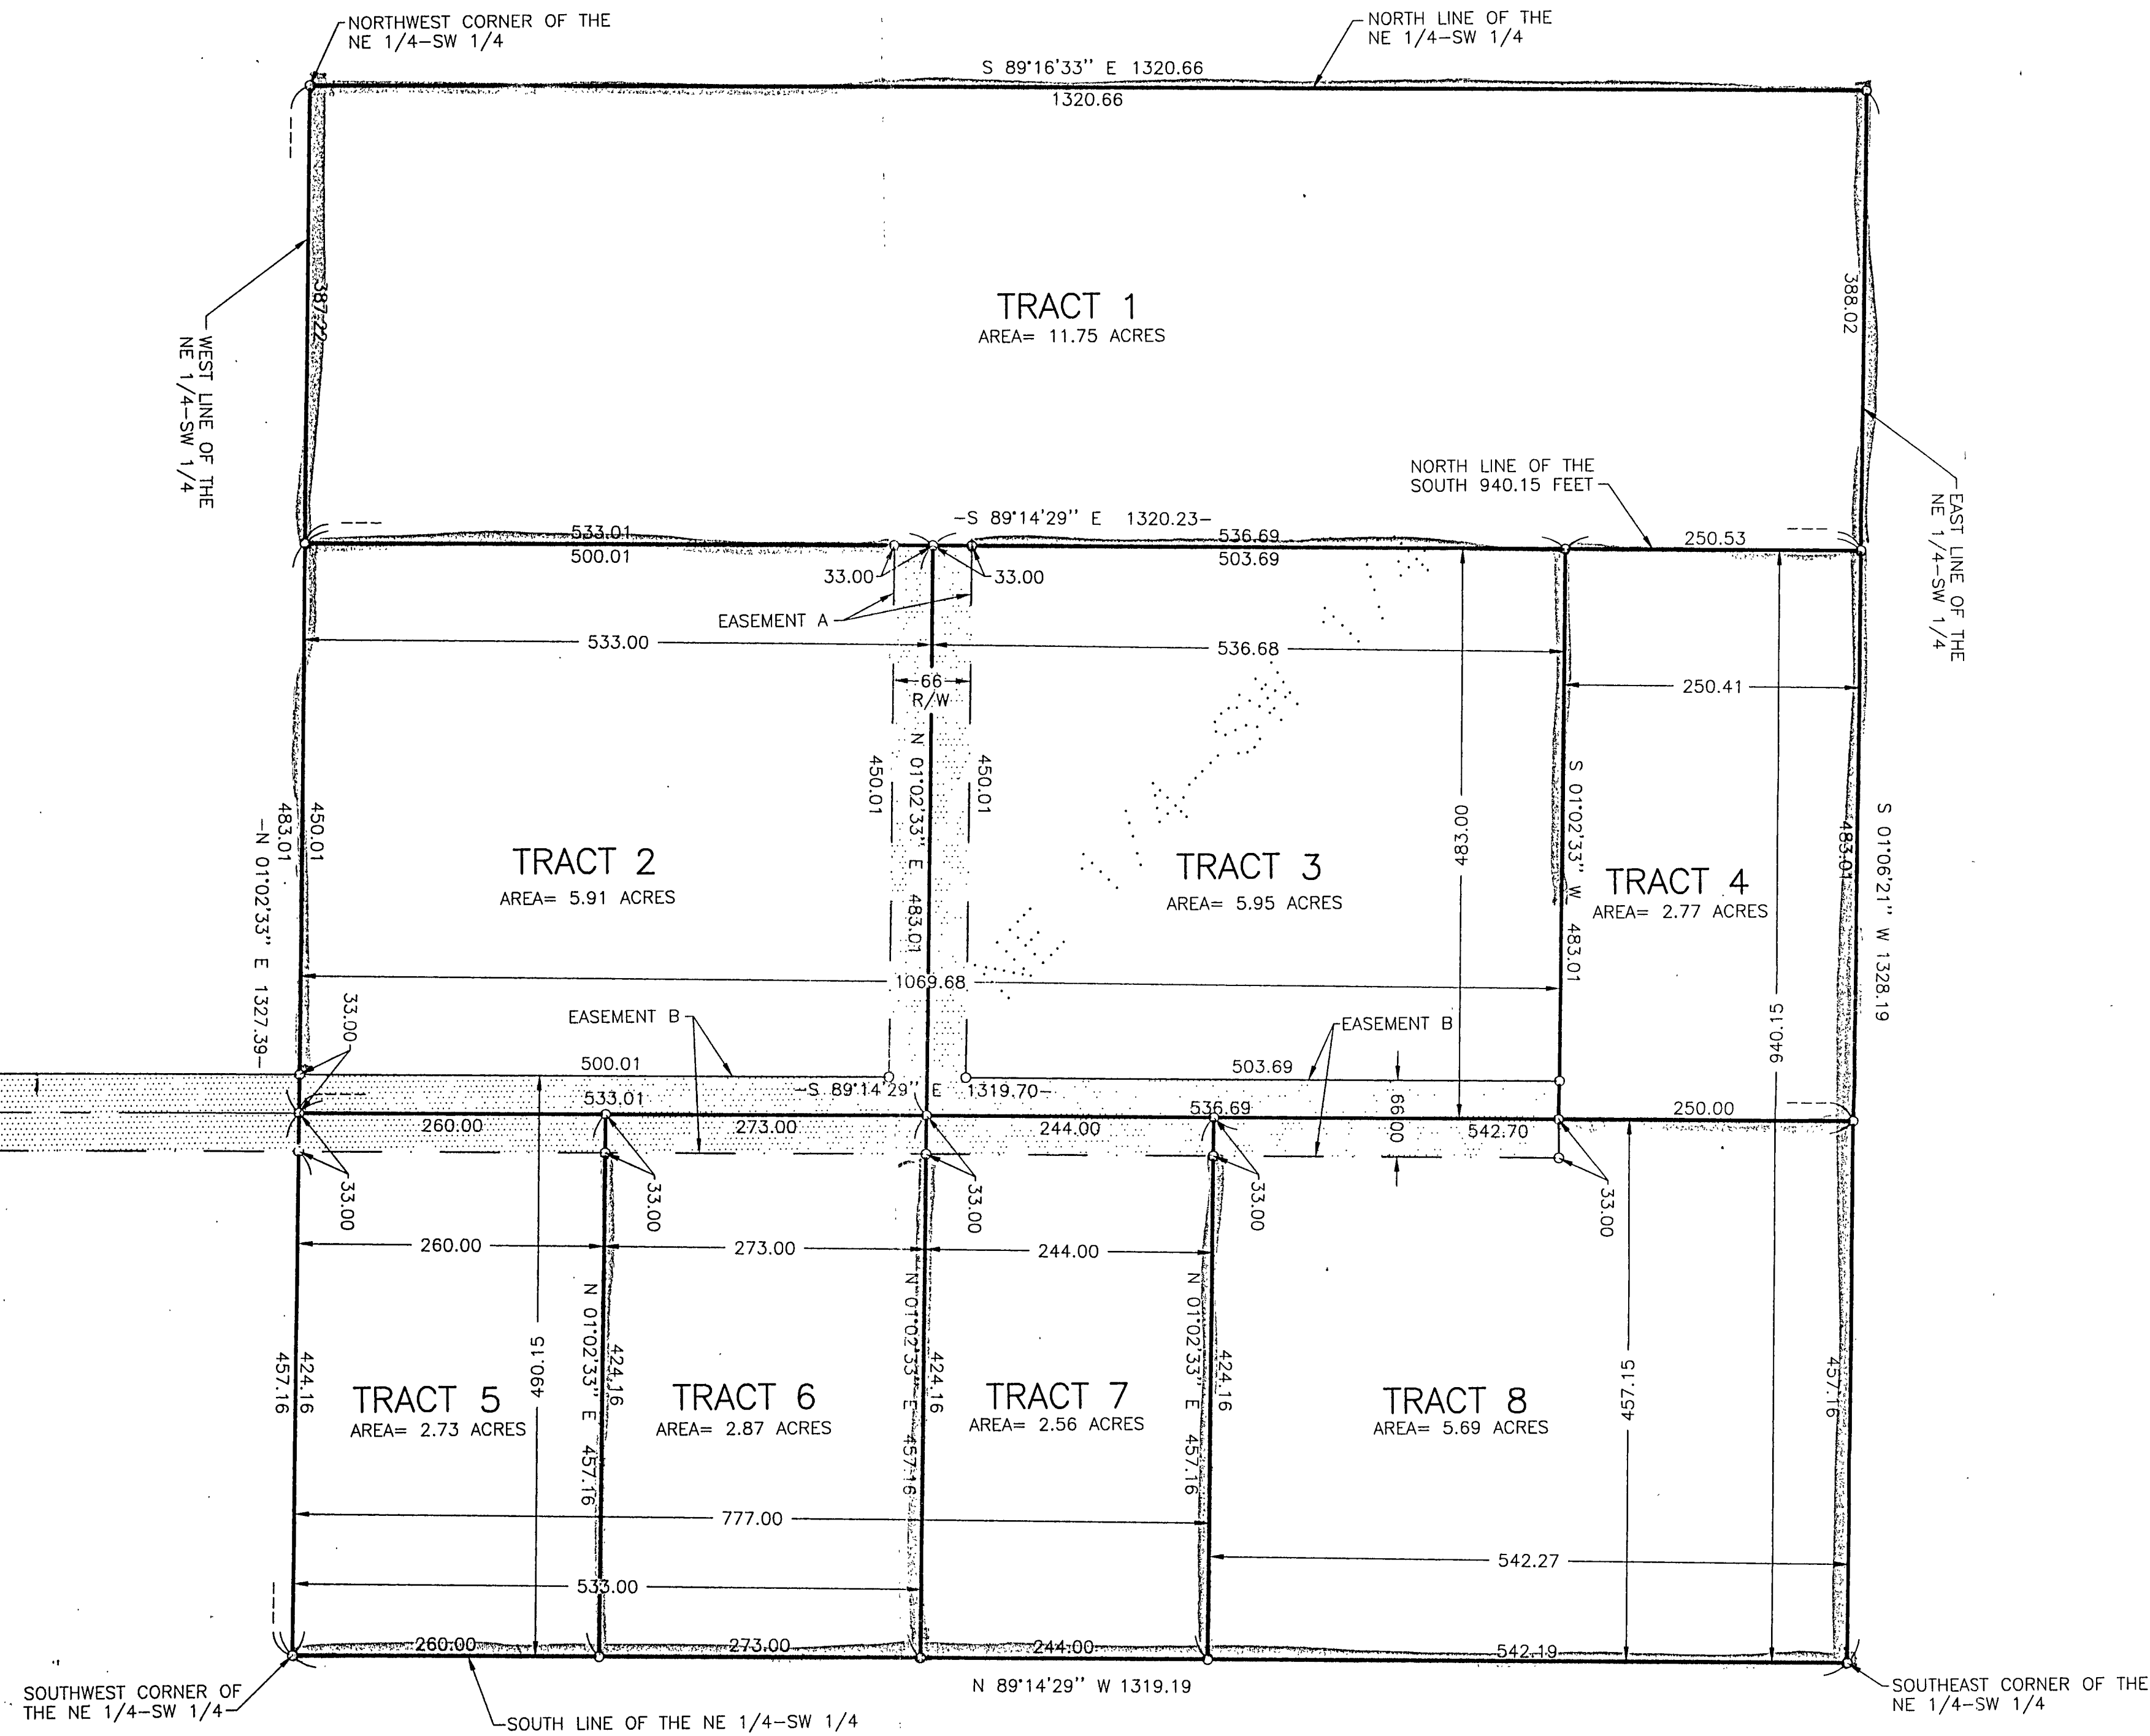 NORTHWEST CORNER OF THE
NE 1/4-SW 1/4
NORTH LINE OF THE
NE 1/4-SW 1/4
S 89°16'33'' E 1320.66
1320.66
387.22
388.02
TRACT 1
AREA= 11.75 ACRES
WEST LINE OF THE
NE 1/4-SW 1/4
EAST LINE OF THE
NE 1/4-SW 1/4
NORTH LINE OF THE
SOUTH 940.15 FEET
-S 89°14'29'' E 1320.23-
533.01
500.01
536.69
503.69
250.53
33.00
33.00
EASEMENT A
533.00
536.68
250.41
66
R/W
450.01
N 01°02'33'' E 483.01
450.01
483.00
S 01°02'33'' W 483.01
940.15
483.01
S 01°06'21'' W 1328.19
-N 01°02'33'' E 1327.39-
483.01
450.01
TRACT 2
AREA= 5.91 ACRES
TRACT 3
AREA= 5.95 ACRES
TRACT 4
AREA= 2.77 ACRES
1069.68
33.00
EASEMENT B
EASEMENT B
500.01
503.69
-S 89°14'29'' E 1319.70-
533.01
536.69
250.00
260.00
273.00
244.00
542.70
66.00
33.00
33.00
33.00
33.00
33.00
260.00
273.00
244.00
490.15
N 01°02'33'' E 457.16
424.16
N 01°02'33'' E 457.16
424.16
N 01°02'33'' E 457.16
424.16
457.15
457.16
457.16
424.16
TRACT 5
AREA= 2.73 ACRES
TRACT 6
AREA= 2.87 ACRES
TRACT 7
AREA= 2.56 ACRES
TRACT 8
AREA= 5.69 ACRES
777.00
542.27
533.00
260.00
273.00
244.00
542.19
N 89°14'29'' W 1319.19
SOUTHWEST CORNER OF
THE NE 1/4-SW 1/4
SOUTH LINE OF THE NE 1/4-SW 1/4
SOUTHEAST CORNER OF THE
NE 1/4-SW 1/4